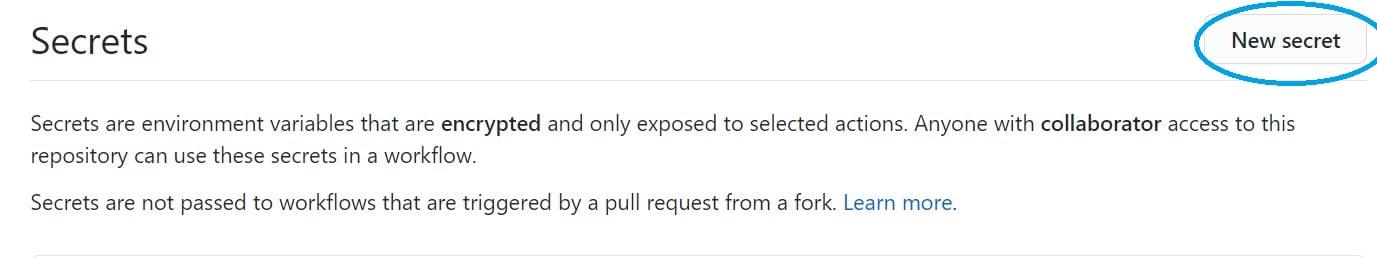 Secrets
New secret
Secrets are environment variables that are encrypted and only exposed to selected actions. Anyone with collaborator access to this
repository can use these secrets in a workflow.
Secrets are not passed to workflows that are triggered by a pull request from a fork. Learn more.